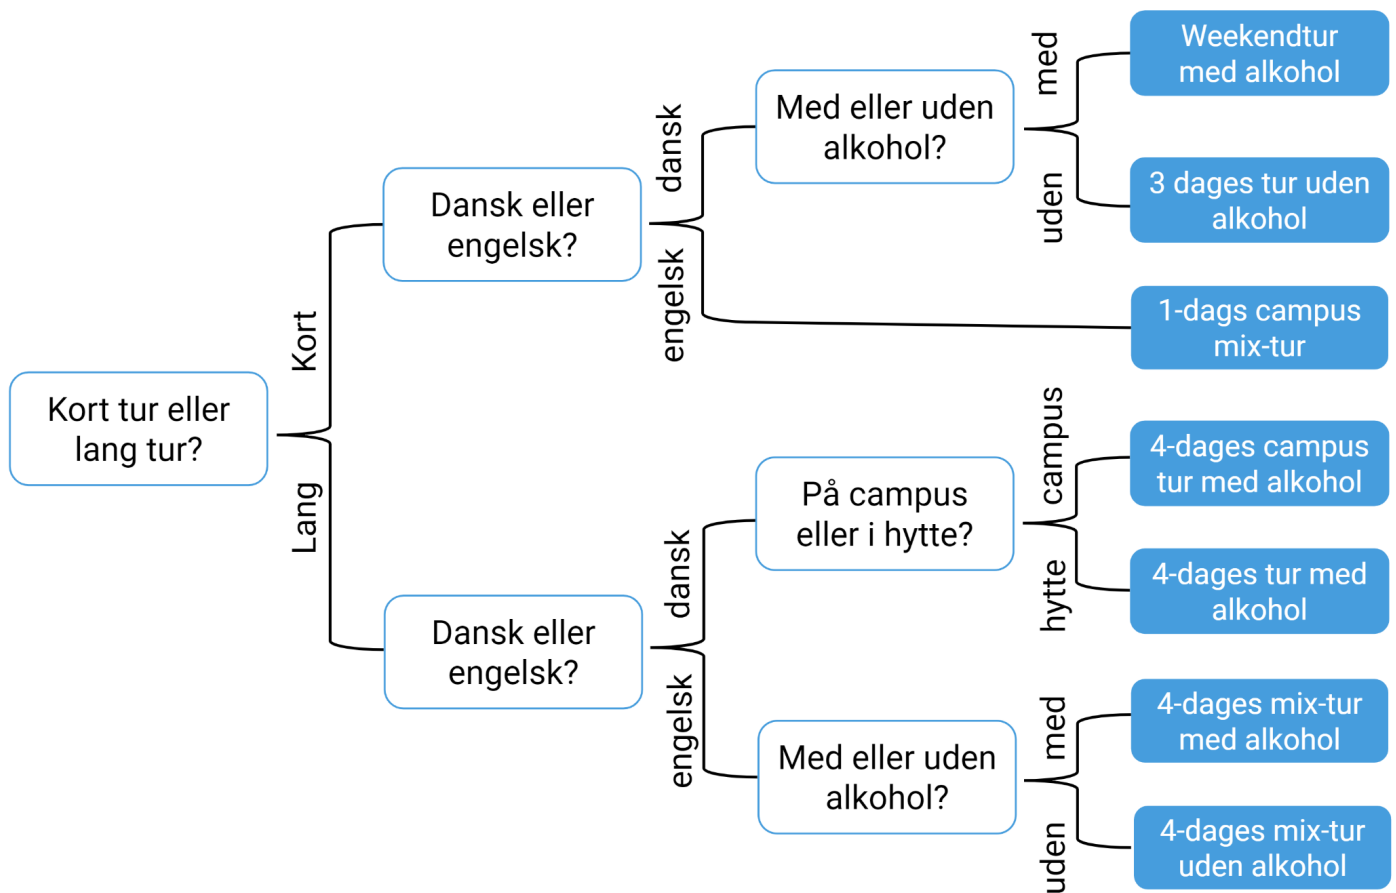 Kort tur eller
lang tur?
Kort
Lang
Dansk eller
engelsk?
dansk
engelsk
Med eller uden
alkohol?
med
uden
Weekendtur
med alkohol
3 dages tur uden
alkohol
1-dags campus
mix-tur
Dansk eller
engelsk?
dansk
engelsk
På campus
eller i hytte?
campus
hytte
4-dages campus
tur med alkohol
4-dages tur med
alkohol
Med eller uden
alkohol?
med
uden
4-dages mix-tur
med alkohol
4-dages mix-tur
uden alkohol